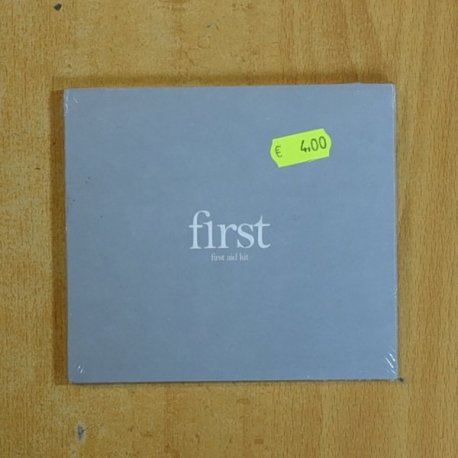 € 4,00
first
first aid kit